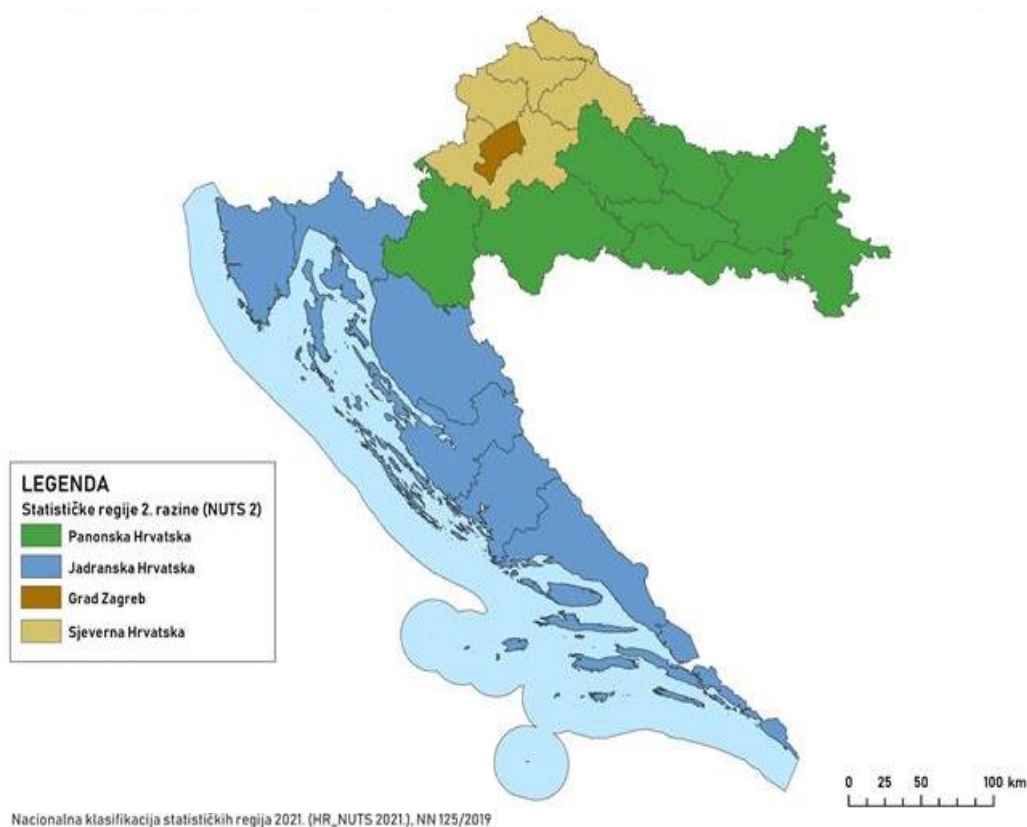 LEGENDA
Statističke regije 2. razine (NUTS 2)
Panonska Hrvatska
Jadranska Hrvatska
Grad Zagreb
Sjeverna Hrvatska
0 25 50 100 km
Nacionalna klasifikacija statističkih regija 2021. (HR_NUTS 2021.), NN 125/2019